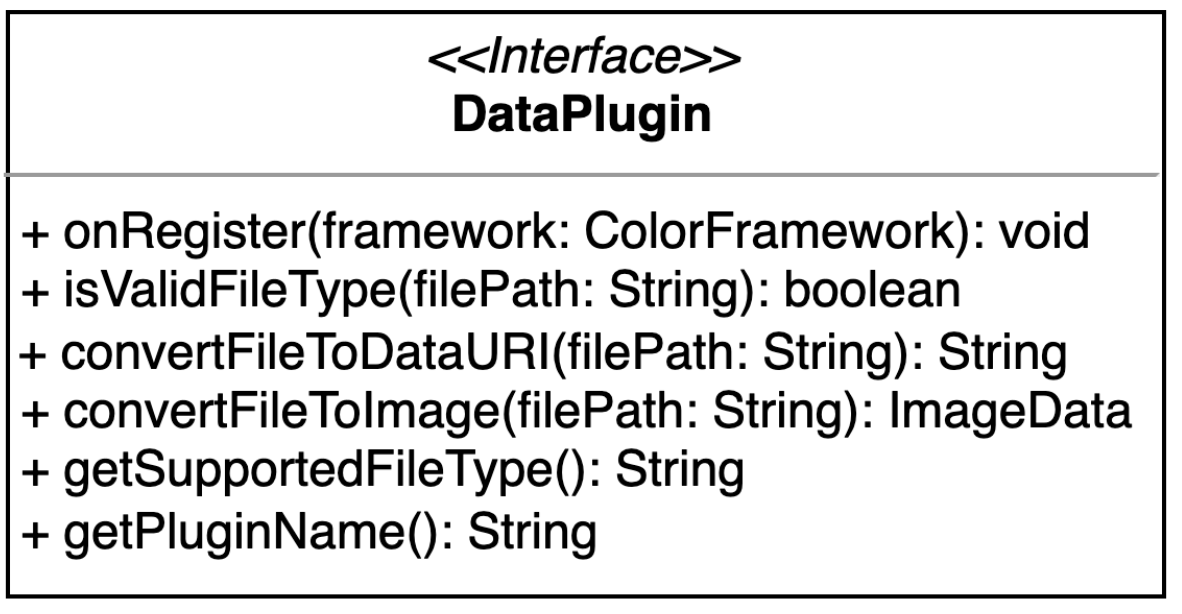 <<Interface>>
DataPlugin
+ onRegister(framework: ColorFramework): void
+ isValidFileType(filePath: String): boolean
+ convertFileToDataURI(filePath: String): String
+ convertFileToImage(filePath: String): ImageData
+ getSupportedFileType(): String
+ getPluginName(): String